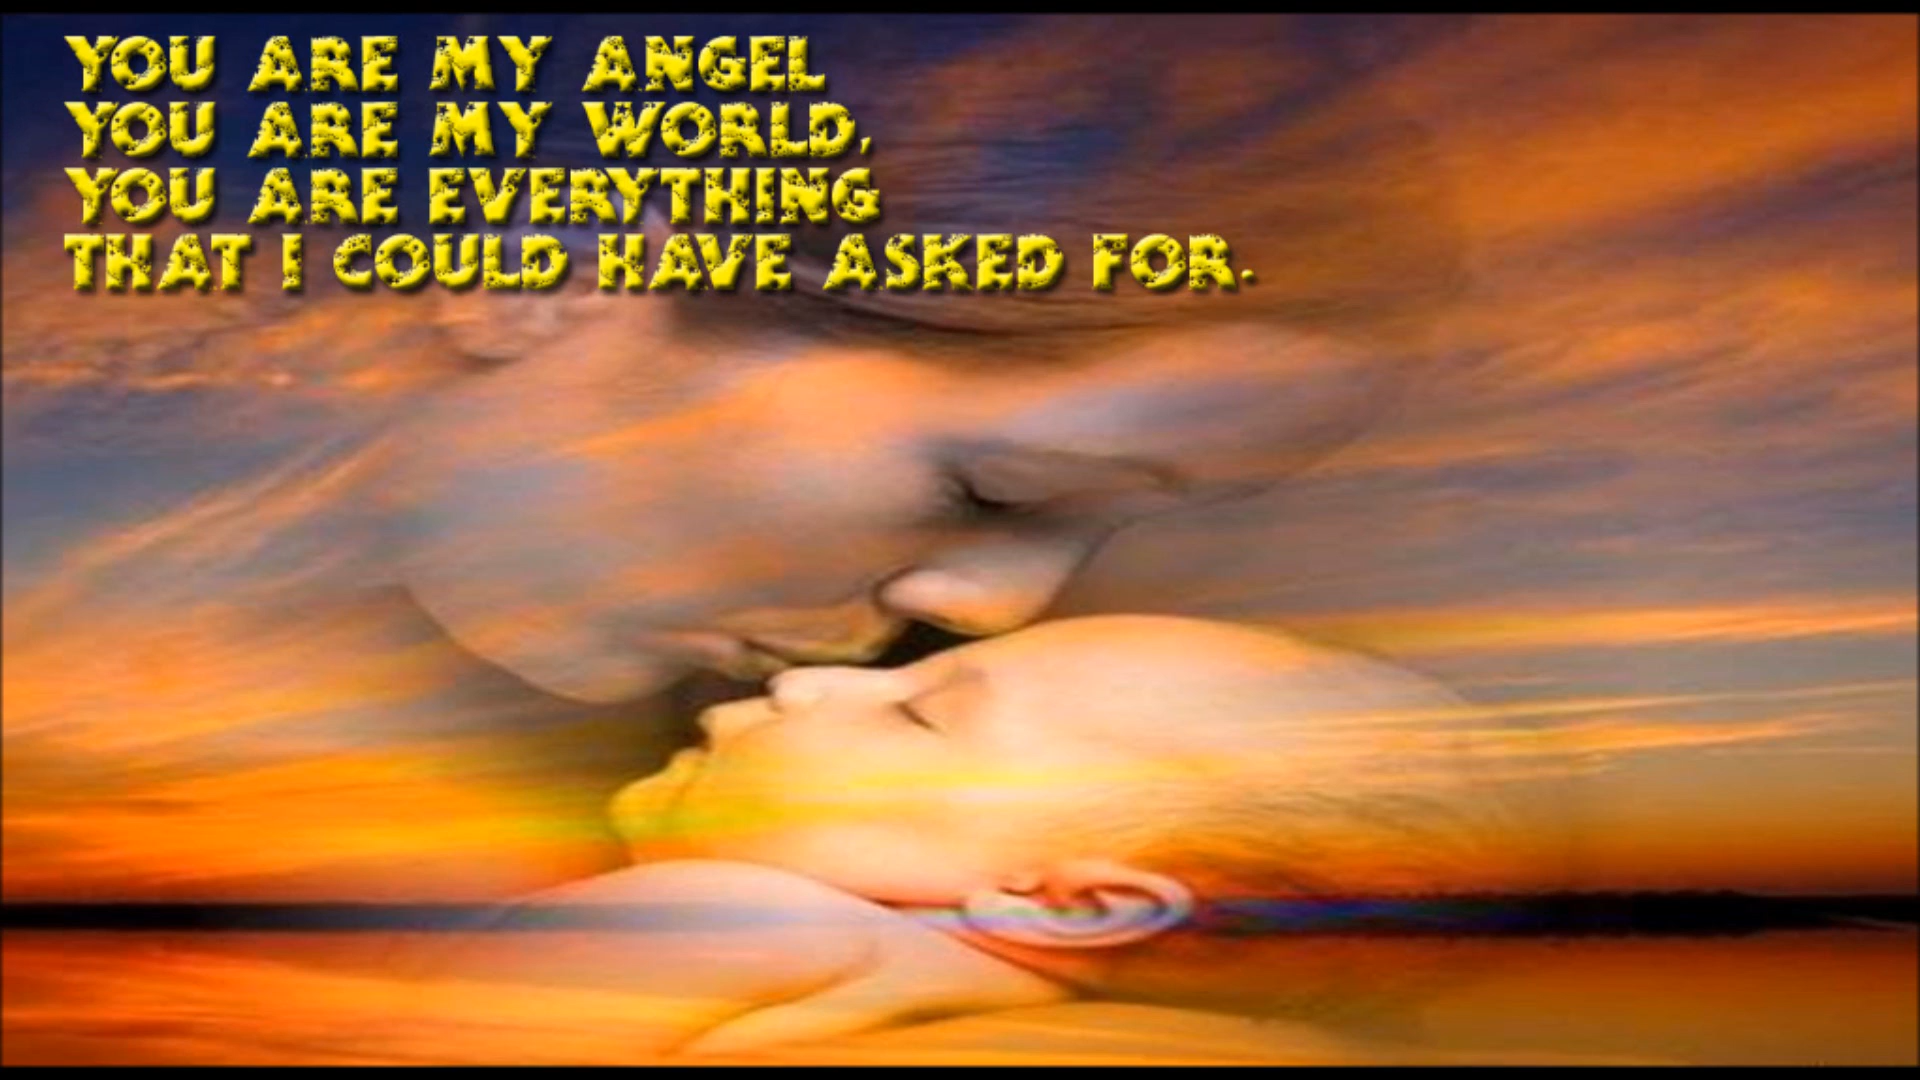 YOU ARE MY ANGEL
YOU ARE MY WORLD,
YOU ARE EVERYTHING
THAT I COULD HAVE ASKED FOR.